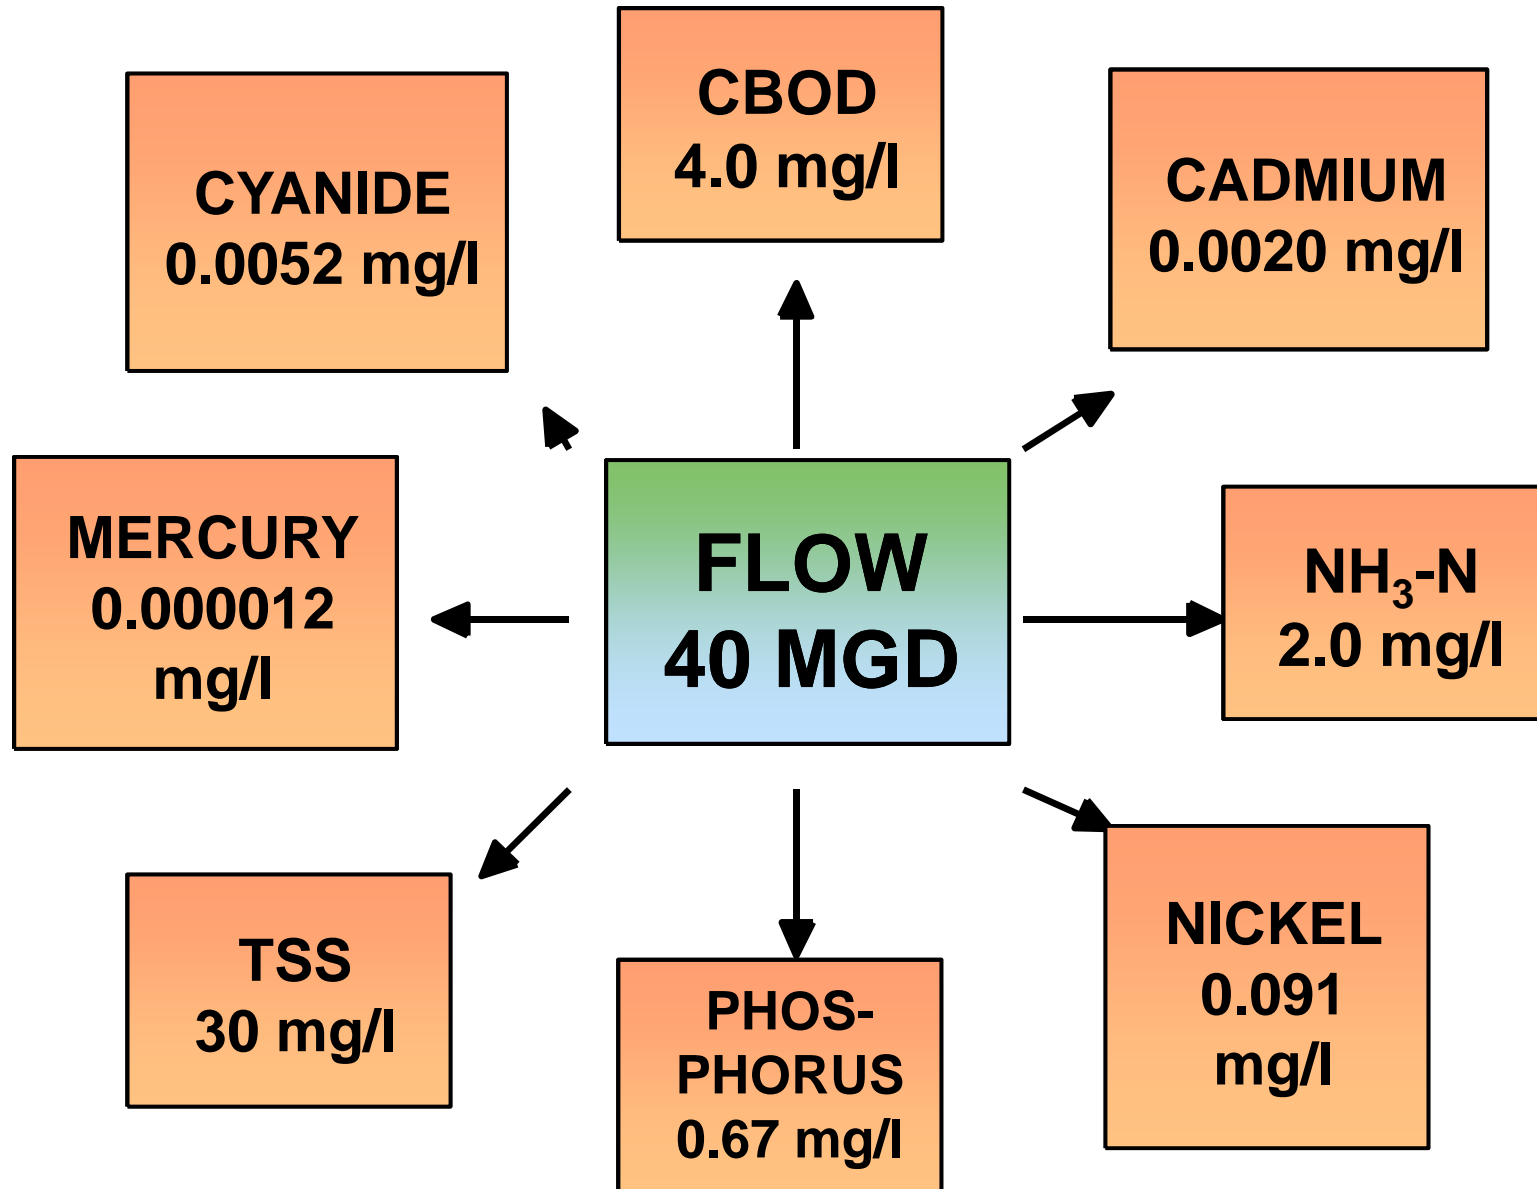 CBOD
4.0 mg/l
CYANIDE
0.0052 mg/l
CADMIUM
0.0020 mg/l
MERCURY
0.000012
mg/l
FLOW
40 MGD
NH₃-N
2.0 mg/l
TSS
30 mg/l
PHOS-
PHORUS
0.67 mg/l
NICKEL
0.091
mg/l